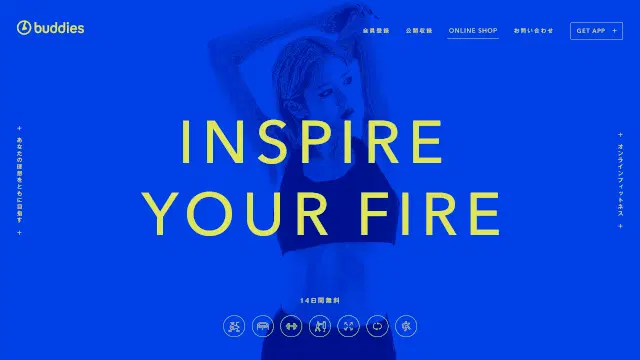 buddies
会員登録 公開収録 ONLINE SHOP お問い合わせ GET APP +
INSPIRE
YOUR FIRE
+ あなたの理想をともに目指す +
+ オンラインフィットネス +
14日間無料